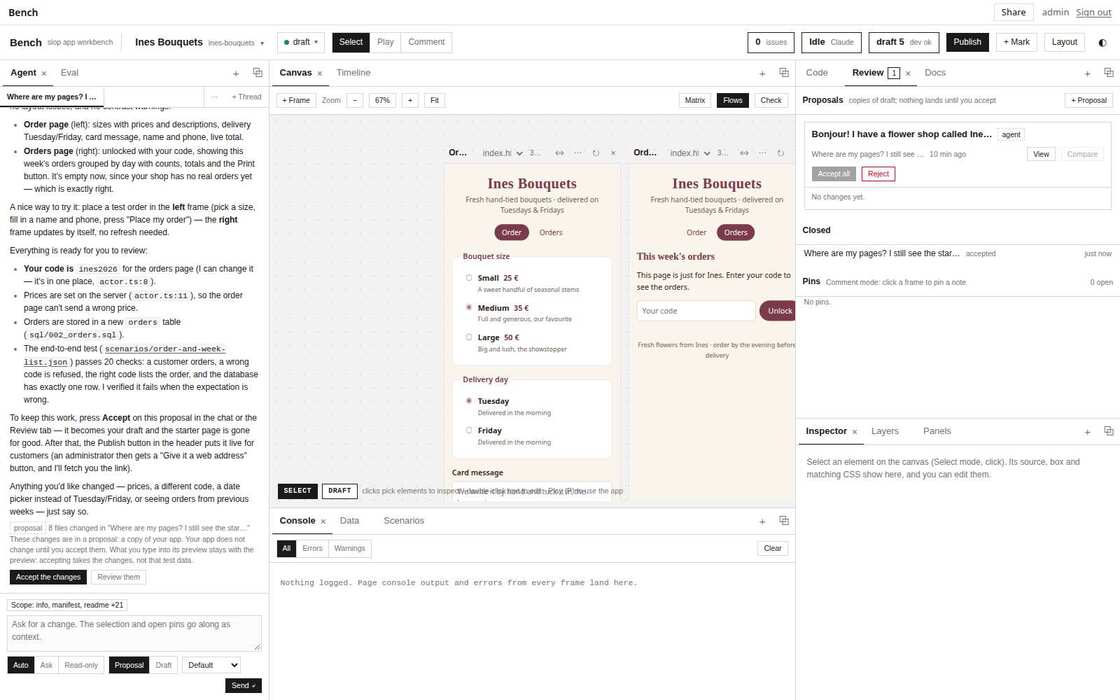 Bench
Share admin Sign out
Bench slop app workbench Ines Bouquets ines-bouquets draft Select Play Comment 0 issues Idle Claude draft 5 dev ok Publish + Mark Layout
Agent × Eval
Where are my pages? I … ... + Thread
Order page (left): sizes with prices and descriptions, delivery
Tuesday/Friday, card message, name and phone, live total.
Orders page (right): unlocked with your code, showing this
week's orders grouped by day with counts, totals and the Print
button. It's empty now, since your shop has no real orders yet
— which is exactly right.
A nice way to try it: place a test order in the left frame (pick a size,
fill in a name and phone, press "Place my order") — the right
frame updates by itself, no refresh needed.
Everything is ready for you to review:
Your code is ines2026 for the orders page (I can change it
— it's in one place, actor.ts:8 ).
Prices are set on the server ( actor.ts:11 ), so the order
page can't send a wrong price.
Orders are stored in a new orders table
( sql/002_orders.sql ).
The end-to-end test ( scenarios/order-and-week-
list.json ) passes 20 checks: a customer orders, a wrong
code is refused, the right code lists the order, and the
database has exactly one row. I verified it fails when the expectation is
wrong.
To keep this work, press Accept on this proposal in the chat or the
Review tab — it becomes your draft and the starter page is gone
for good. After that, the Publish button in the header puts it live for
customers (an administrator then gets a "Give it a web address"
button, and I'll fetch you the link).
Anything you'd like changed — prices, a different code, a date
picker instead of Tuesday/Friday, or seeing orders from previous
weeks — just say so.
proposal 8 files changed in "Where are my pages? I still see the star…"
These changes are in a proposal: a copy of your app. Your app does
not change until you accept them. What you type into its preview stays with the
preview: accepting takes the changes, not that test data.
Accept the changes Review them
Scope: info, manifest, readme +21
Ask for a change. The selection and open pins go along as
context.
Auto Ask Read-only Proposal Draft Default
Send
Canvas × Timeline
+ Frame Zoom − 67% + Fit Matrix Flows Check
Or... index.ht 3... ×
Ines Bouquets
Fresh hand-tied bouquets · delivered on
Tuesdays & Fridays
Order Orders
Bouquet size
Small 25 €
A sweet handful of seasonal stems
Medium 35 €
Full and generous, our favourite
Large 50 €
Big and lush, the showstopper
Delivery day
Tuesday
Delivered in the morning
Friday
Delivered in the morning
Card message
Ord... index.ht 3...
Ines Bouquets
Fresh hand-tied bouquets · delivered on
Tuesdays & Fridays
Order Orders
This week's orders
This page is just for Ines. Enter your code to
see the orders.
Your code Unlock
Fresh flowers from Ines · order by the evening before
delivery
SELECT DRAFT clicks pick elements to inspect
Console × Data Scenarios
All Errors Warnings Clear
Nothing logged. Page console output and errors from every frame land here.
Code Review 1 × Docs
Proposals copies of draft; nothing lands until you accept + Proposal
Bonjour! I have a flower shop called Ine… agent
Where are my pages? I still see … 10 min ago View Compare
Accept all Reject
No changes yet.
Closed
Where are my pages? I still see the star… accepted just now
Pins Comment mode: click a frame to pin a note 0 open
No pins.
Inspector × Layers Panels
Select an element on the canvas (Select mode, click). Its source, box and
matching CSS show here, and you can edit.